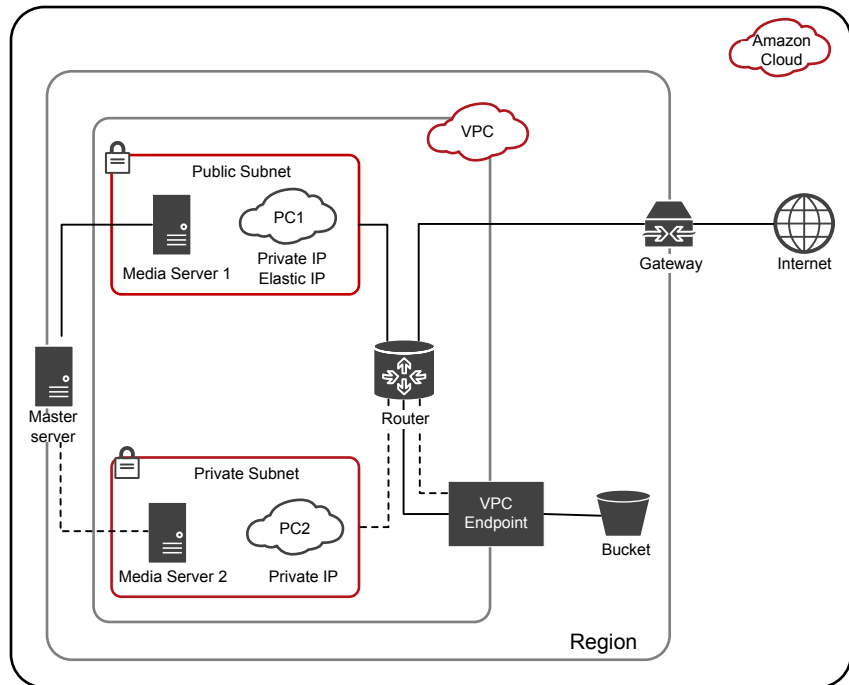 Amazon
Cloud
VPC
Public Subnet
PC1
Media Server 1
Private IP
Elastic IP
Gateway
Internet
Master
server
Router
Private Subnet
PC2
Media Server 2
Private IP
VPC
Endpoint
Bucket
Region